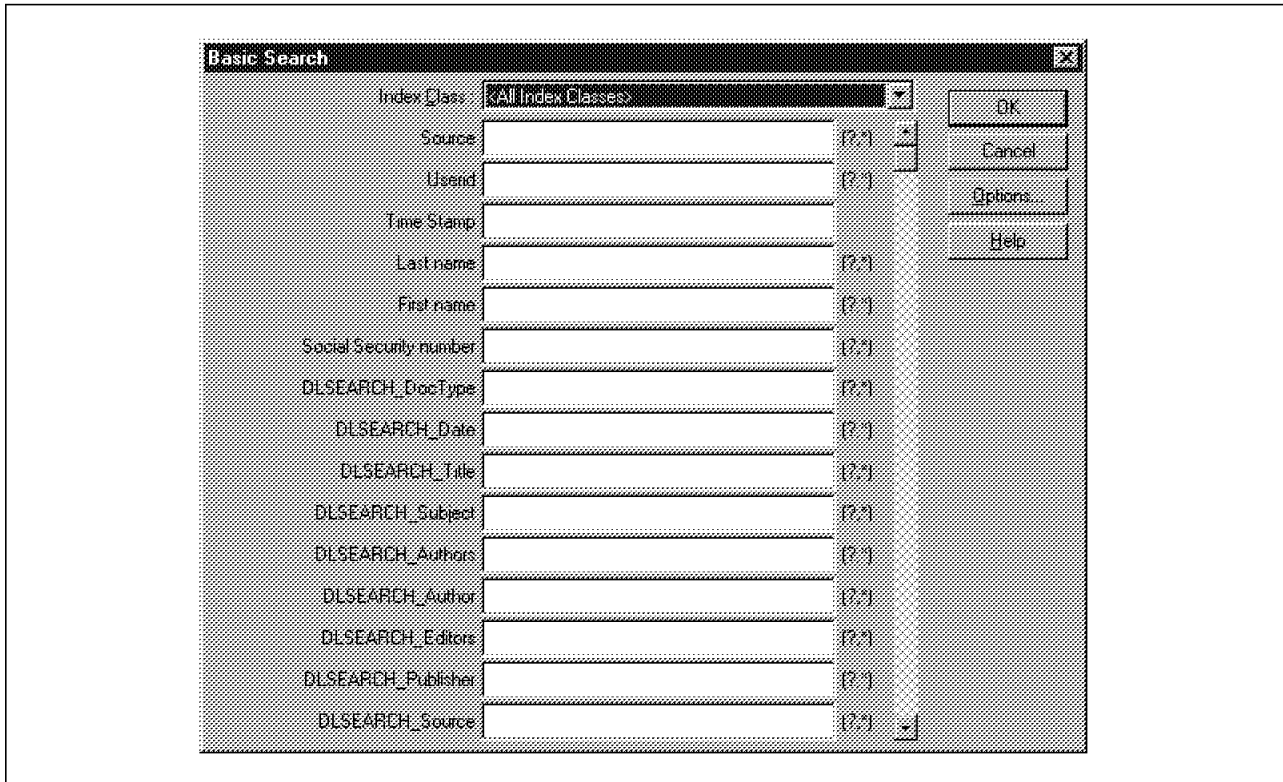 Basic Search
Index Class: <All Index Classes>
OK
Source (?,*)
Cancel
Userid (?,*)
Options...
Time Stamp
Help
Last name (?,*)
First name (?,*)
Social Security number (?,*)
DLSEARCH_DocType (?,*)
DLSEARCH_Date (?,*)
DLSEARCH_Title (?,*)
DLSEARCH_Subject (?,*)
DLSEARCH_Authors (?,*)
DLSEARCH_Author (?,*)
DLSEARCH_Editors (?,*)
DLSEARCH_Publisher (?,*)
DLSEARCH_Source (?,*)